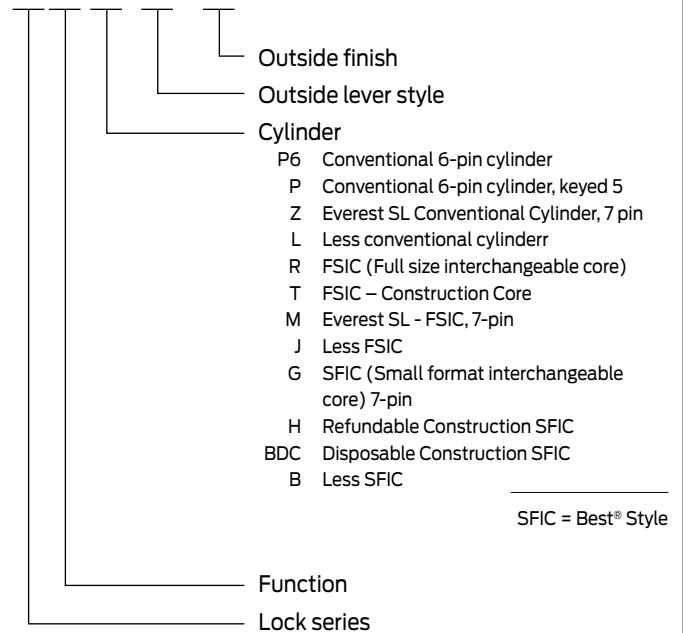 Outside finish
Outside lever style
Cylinder
P6 Conventional 6-pin cylinder
P Conventional 6-pin cylinder, keyed 5
Z Everest SL Conventional Cylinder, 7 pin
L Less conventional cylinderr
R FSIC (Full size interchangeable core)
T FSIC – Construction Core
M Everest SL - FSIC, 7-pin
J Less FSIC
G SFIC (Small format interchangeable
core) 7-pin
H Refundable Construction SFIC
BDC Disposable Construction SFIC
B Less SFIC
SFIC = Best® Style
Function
Lock series